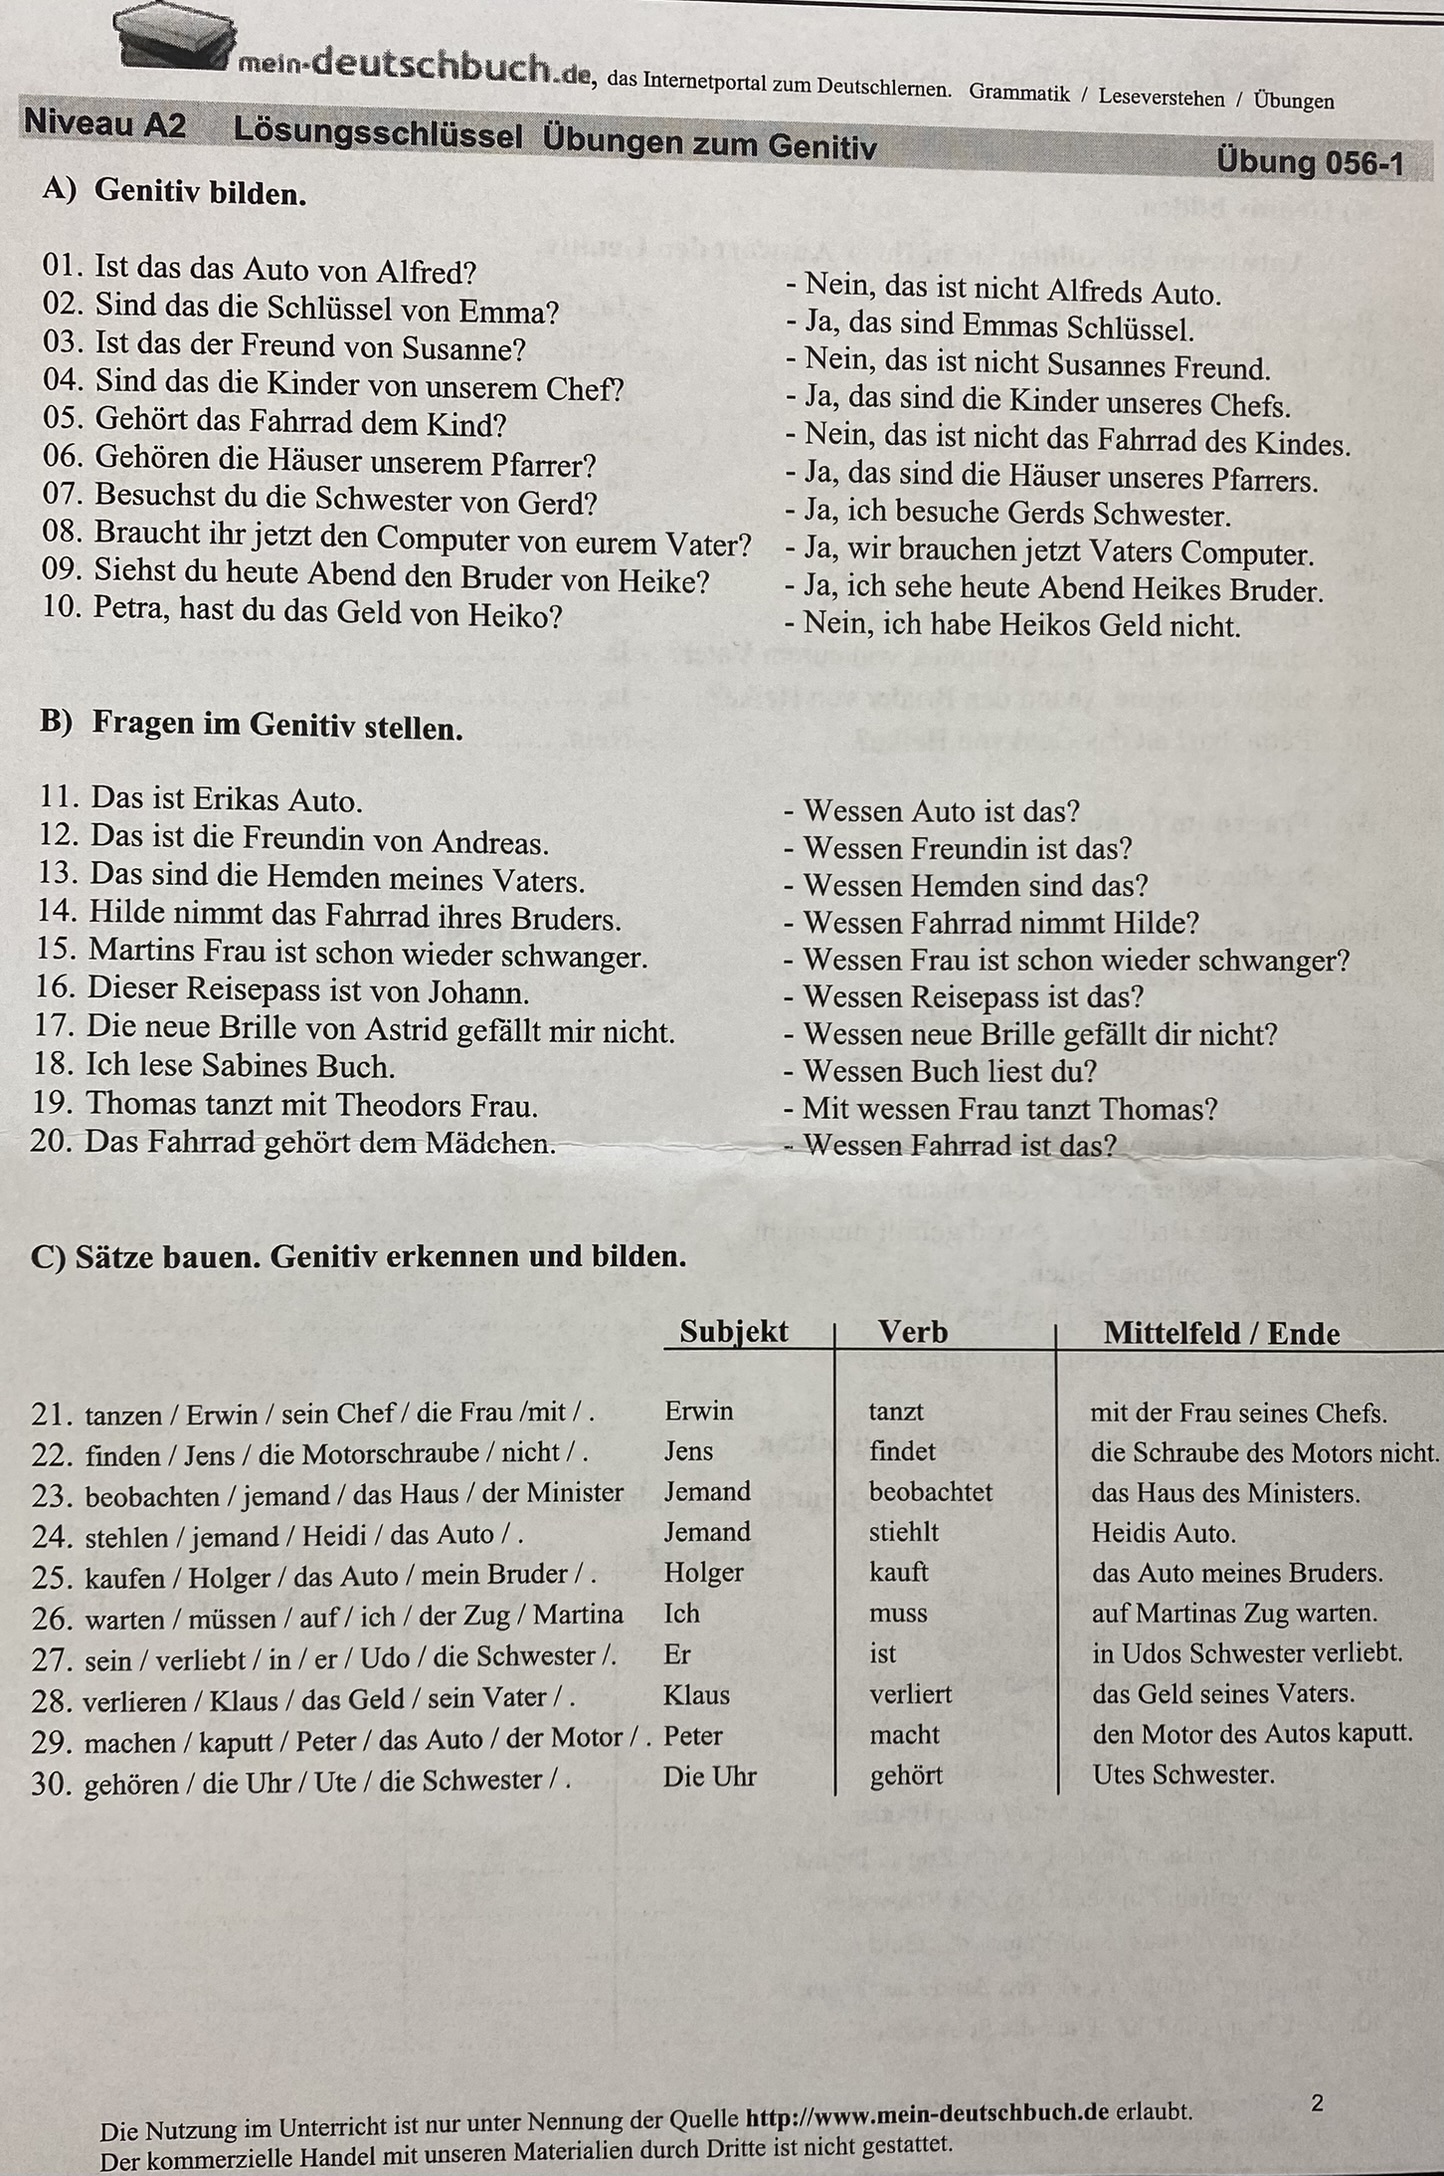 mein-deutschbuch.de, das Internetportal zum Deutschlernen. Grammatik / Leseverstehen / Übungen
Niveau A2 Lösungsschlüssel Übungen zum Genitiv Übung 056-1
A) Genitiv bilden.
01. Ist das das Auto von Alfred? - Nein, das ist nicht Alfreds Auto.
02. Sind das die Schlüssel von Emma? - Ja, das sind Emmas Schlüssel.
03. Ist das der Freund von Susanne? - Nein, das ist nicht Susannes Freund.
04. Sind das die Kinder von unserem Chef? - Ja, das sind die Kinder unseres Chefs.
05. Gehört das Fahrrad dem Kind? - Nein, das ist nicht das Fahrrad des Kindes.
06. Gehören die Häuser unserem Pfarrer? - Ja, das sind die Häuser unseres Pfarrers.
07. Besuchst du die Schwester von Gerd? - Ja, ich besuche Gerds Schwester.
08. Braucht ihr jetzt den Computer von eurem Vater? - Ja, wir brauchen jetzt Vaters Computer.
09. Siehst du heute Abend den Bruder von Heike? - Ja, ich sehe heute Abend Heikes Bruder.
10. Petra, hast du das Geld von Heiko? - Nein, ich habe Heikos Geld nicht.
B) Fragen im Genitiv stellen.
11. Das ist Erikas Auto. - Wessen Auto ist das?
12. Das ist die Freundin von Andreas. - Wessen Freundin ist das?
13. Das sind die Hemden meines Vaters. - Wessen Hemden sind das?
14. Hilde nimmt das Fahrrad ihres Bruders. - Wessen Fahrrad nimmt Hilde?
15. Martins Frau ist schon wieder schwanger. - Wessen Frau ist schon wieder schwanger?
16. Dieser Reisepass ist von Johann. - Wessen Reisepass ist das?
17. Die neue Brille von Astrid gefällt mir nicht. - Wessen neue Brille gefällt dir nicht?
18. Ich lese Sabines Buch. - Wessen Buch liest du?
19. Thomas tanzt mit Theodors Frau. - Mit wessen Frau tanzt Thomas?
20. Das Fahrrad gehört dem Mädchen. - Wessen Fahrrad ist das?
C) Sätze bauen. Genitiv erkennen und bilden.
Subjekt Verb Mittelfeld / Ende
21. tanzen / Erwin / sein Chef / die Frau /mit / . Erwin tanzt mit der Frau seines Chefs.
22. finden / Jens / die Motorschraube / nicht / . Jens findet die Schraube des Motors nicht.
23. beobachten / jemand / das Haus / der Minister Jemand beobachtet das Haus des Ministers.
24. stehlen / jemand / Heidi / das Auto / . Jemand stiehlt Heidis Auto.
25. kaufen / Holger / das Auto / mein Bruder / . Holger kauft das Auto meines Bruders.
26. warten / müssen / auf / ich / der Zug / Martina Ich muss auf Martinas Zug warten.
27. sein / verliebt / in / er / Udo / die Schwester /. Er ist in Udos Schwester verliebt.
28. verlieren / Klaus / das Geld / sein Vater / . Klaus verliert das Geld seines Vaters.
29. machen / kaputt / Peter / das Auto / der Motor / . Peter macht den Motor des Autos kaputt.
30. gehören / die Uhr / Ute / die Schwester / . Die Uhr gehört Utes Schwester.
Die Nutzung im Unterricht ist nur unter Nennung der Quelle http://www.mein-deutschbuch.de erlaubt. 2
Der kommerzielle Handel mit unseren Materialien durch Dritte ist nicht gestattet.